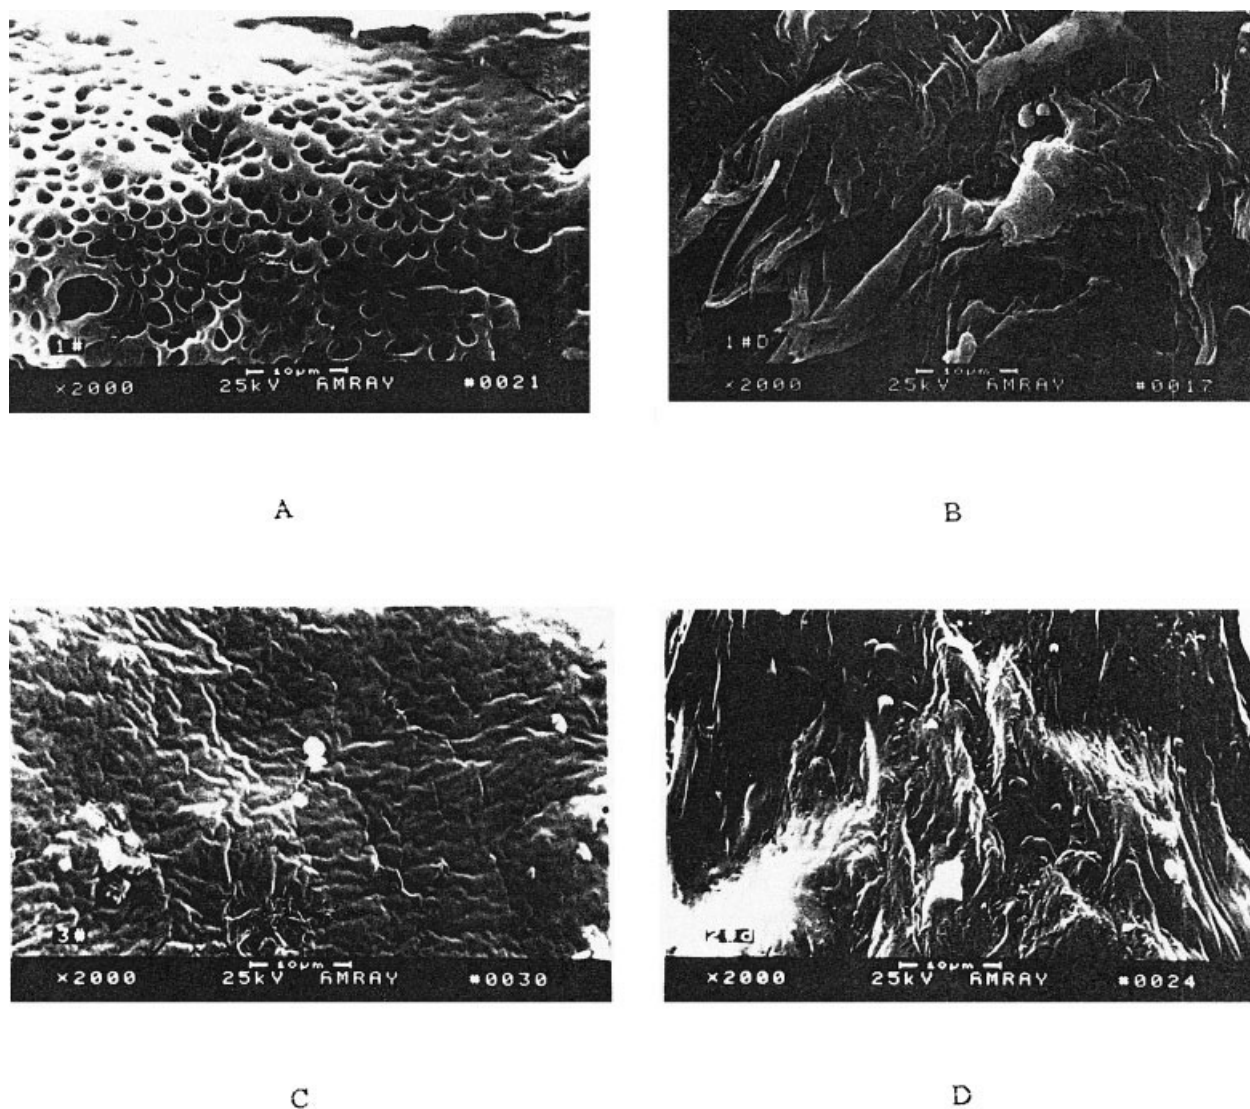 1#
10μm
×2000 25kV AMRAY #0021
A
1#D
10μm
×2000 25kV AMRAY #0017
B
3#
10μm
×2000 25kV AMRAY #0030
C
10μm
×2000 25kV AMRAY #0024
D